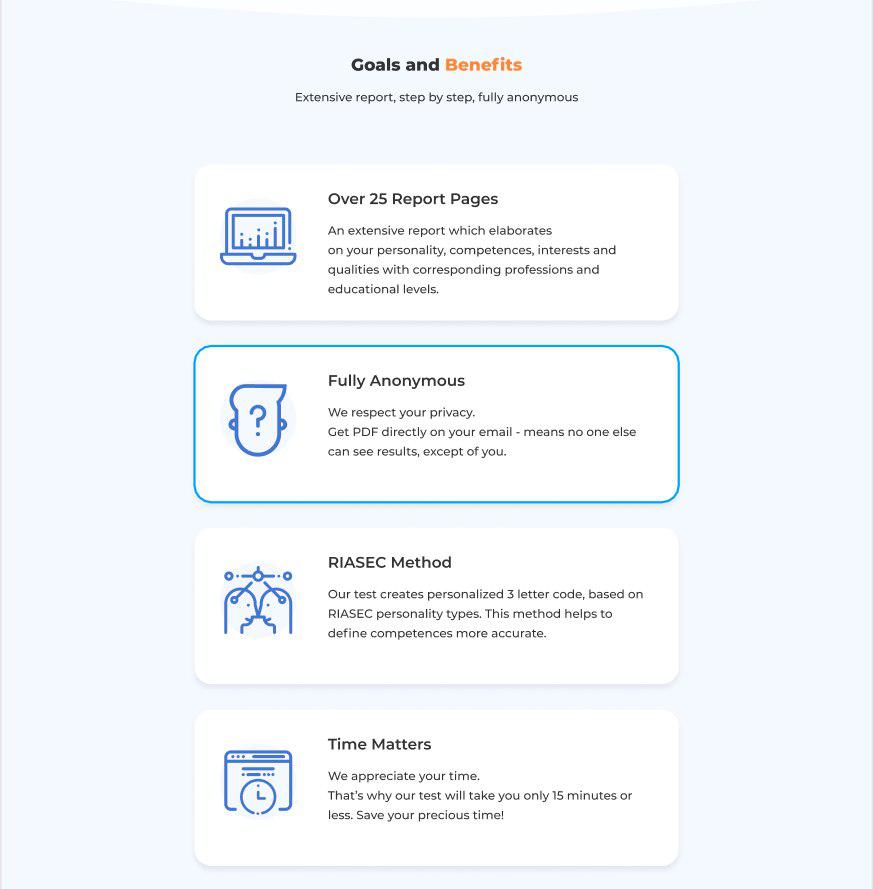 Goals and Benefits
Extensive report, step by step, fully anonymous
Over 25 Report Pages
An extensive report which elaborates
on your personality, competences, interests and
qualities with corresponding professions and
educational levels.
Fully Anonymous
We respect your privacy.
Get PDF directly on your email - means no one else
can see results, except of you.
RIASEC Method
Our test creates personalized 3 letter code, based on
RIASEC personality types. This method helps to
define competences more accurate.
Time Matters
We appreciate your time.
That's why our test will take you only 15 minutes or
less. Save your precious time!